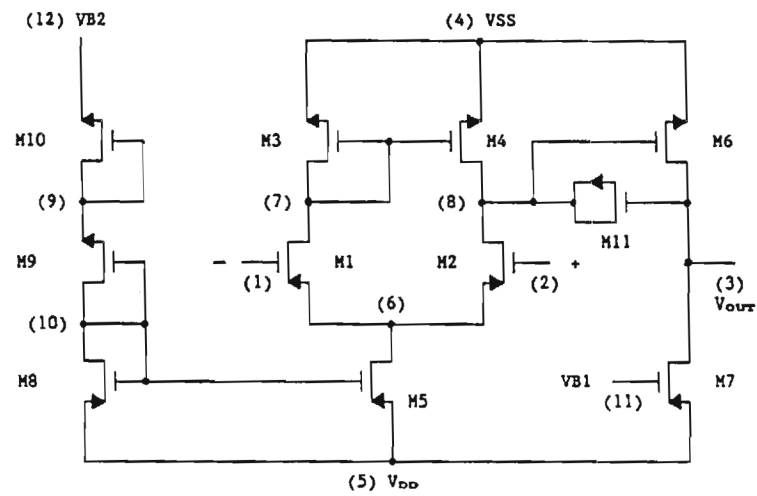 (12) VB2
(4) VSS
M10
M3
M4
M6
(9)
(7)
(8)
M11
M9
-
(1)
M1
M2
(2)
+
(3)
VOUT
(10)
(6)
M8
M5
VB1
(11)
M7
(5) VDD